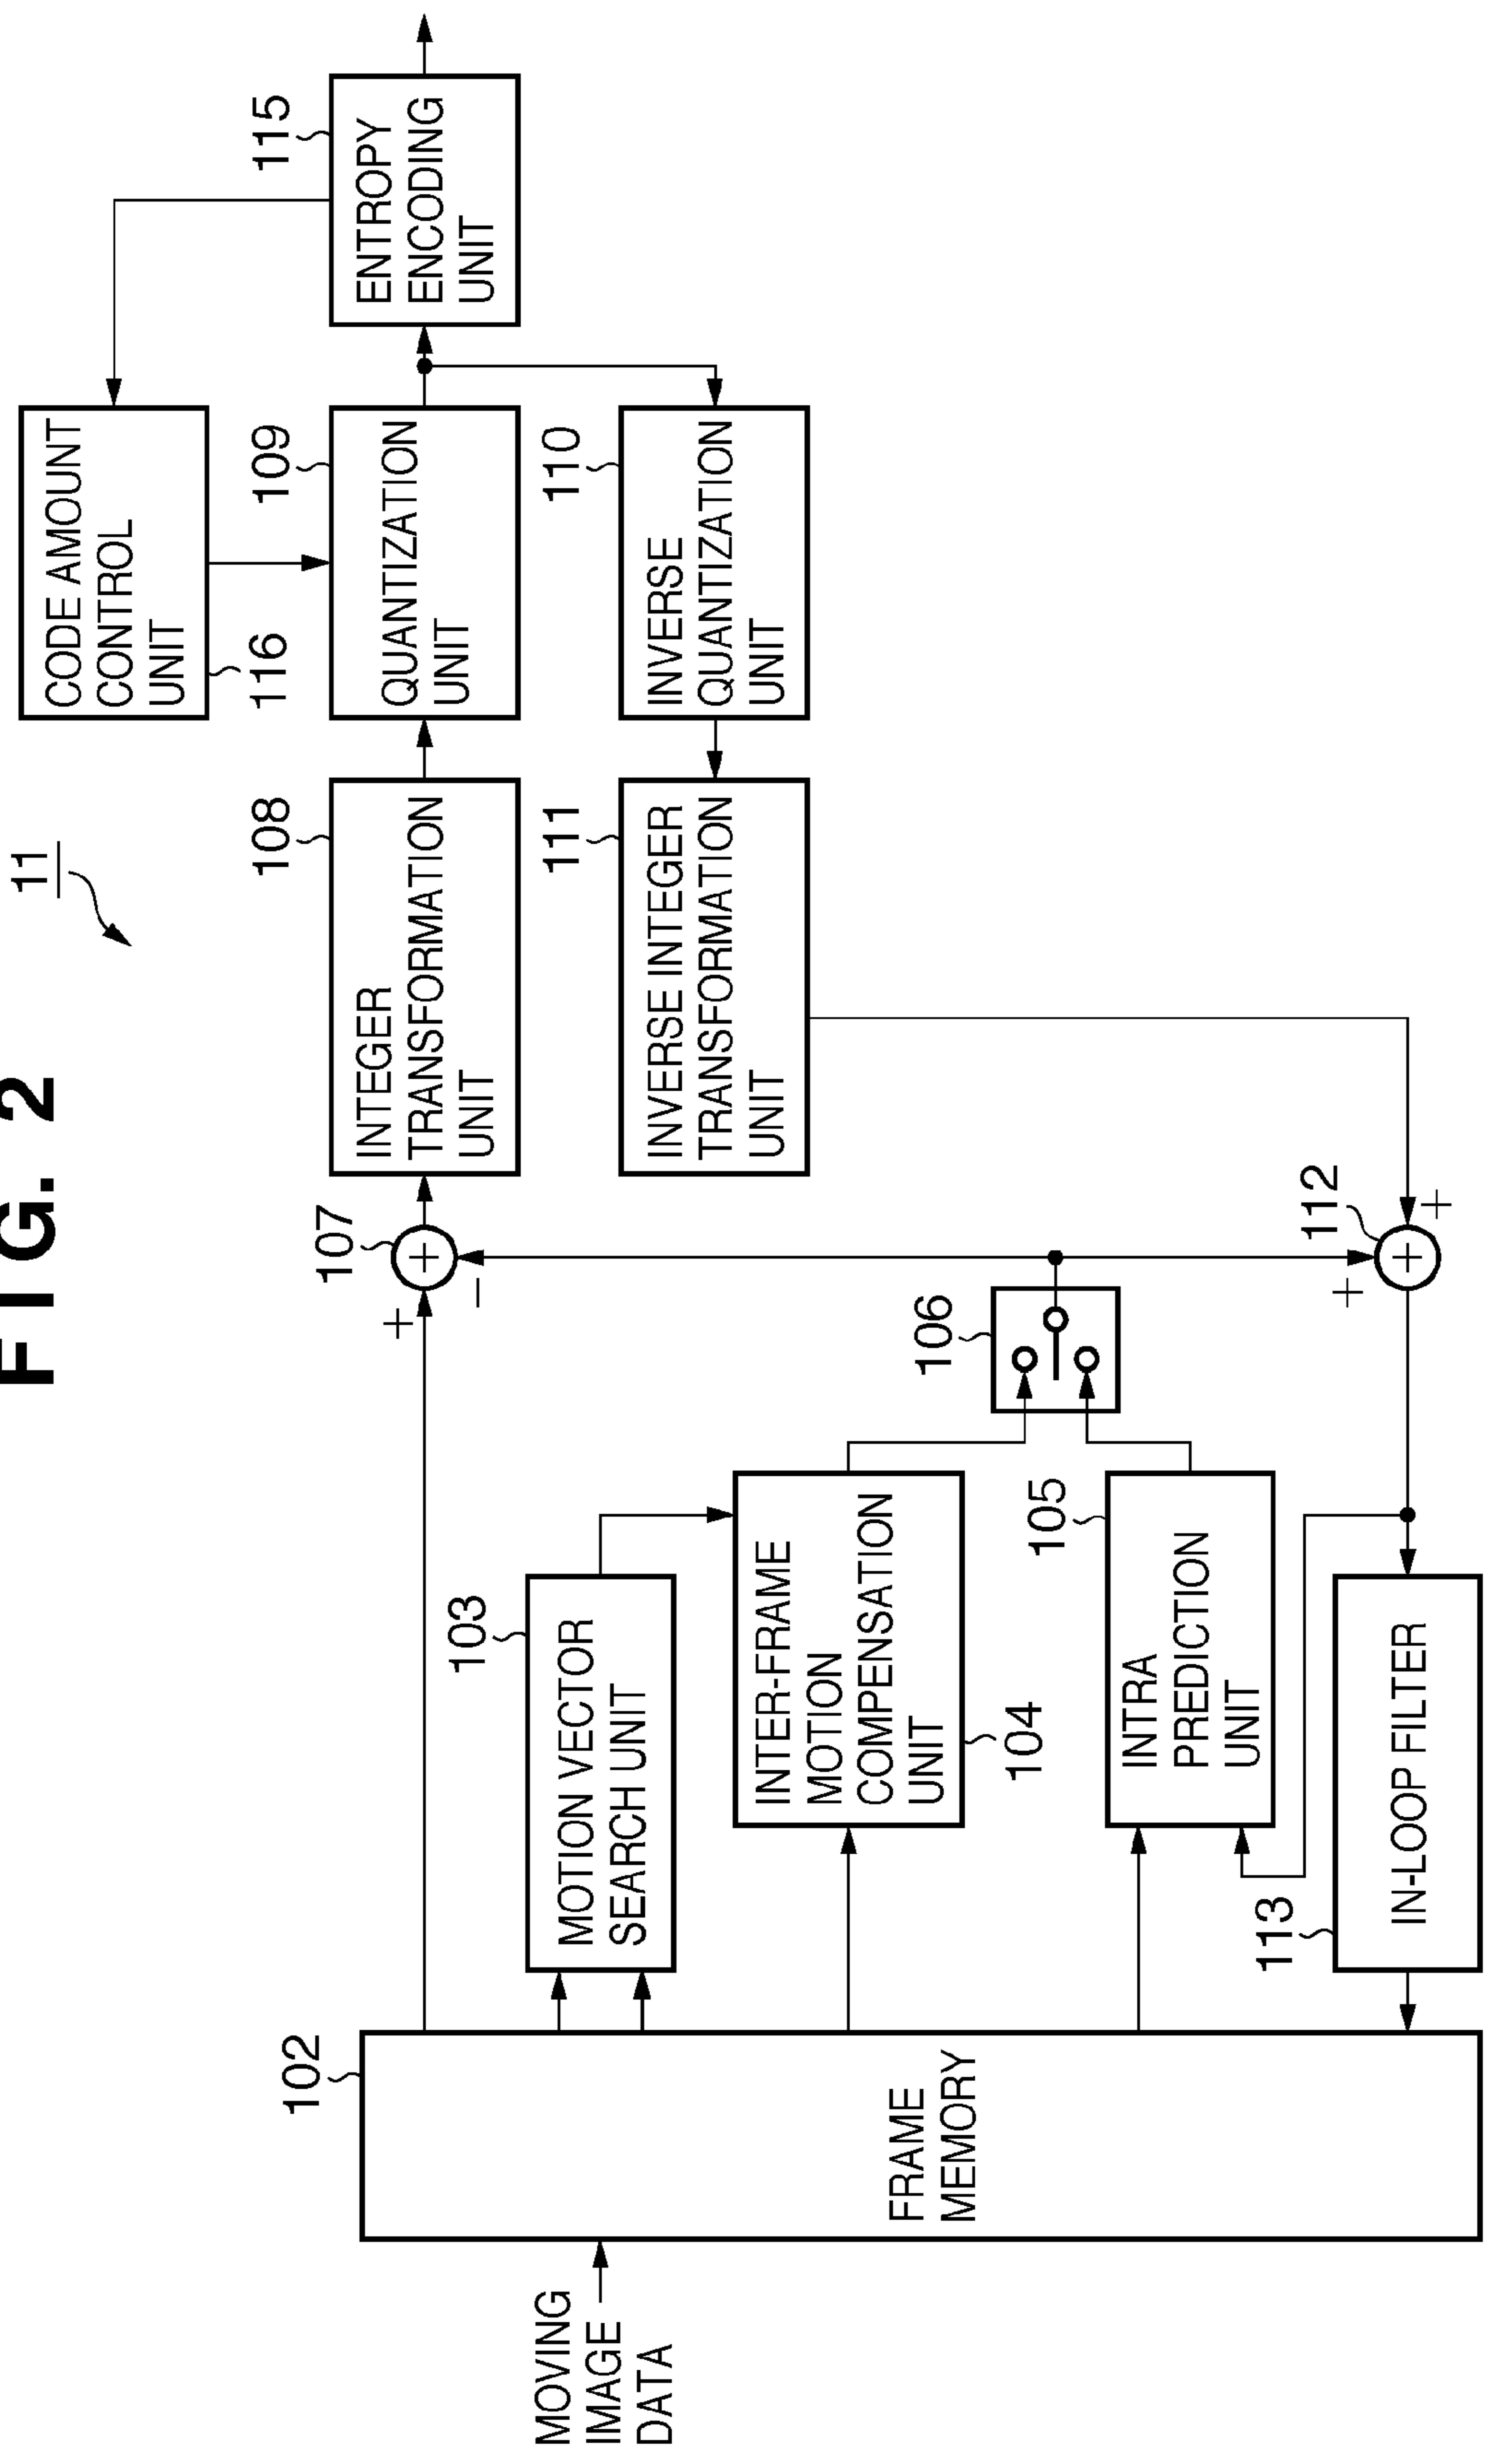 FIG. 2
11
CODE AMOUNT
CONTROL
UNIT
116
107
108
109
115
+
−
+
INTEGER
TRANSFORMATION
UNIT
QUANTIZATION
UNIT
ENTROPY
ENCODING
UNIT
102
103
MOTION VECTOR
SEARCH UNIT
111
110
INVERSE INTEGER
TRANSFORMATION
UNIT
INVERSE
QUANTIZATION
UNIT
MOVING
IMAGE
DATA
FRAME
MEMORY
INTER-FRAME
MOTION
COMPENSATION
UNIT
104
106
105
INTRA
PREDICTION
UNIT
113
IN-LOOP FILTER
112
+
+
+